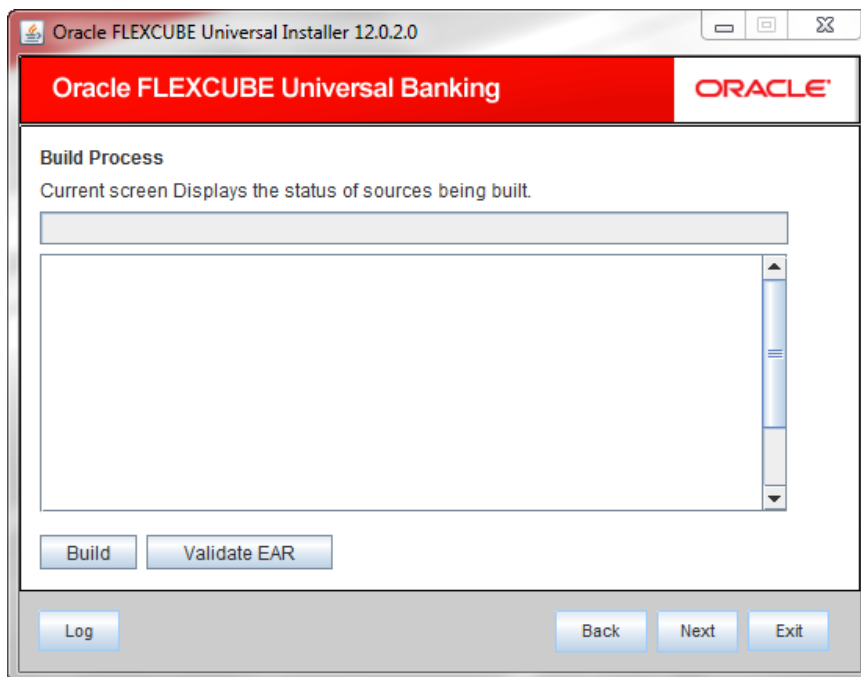 Oracle FLEXCUBE Universal Installer 12.0.2.0
Oracle FLEXCUBE Universal Banking
ORACLE
Build Process
Current screen Displays the status of sources being built.
Build Validate EAR
Log Back Next Exit